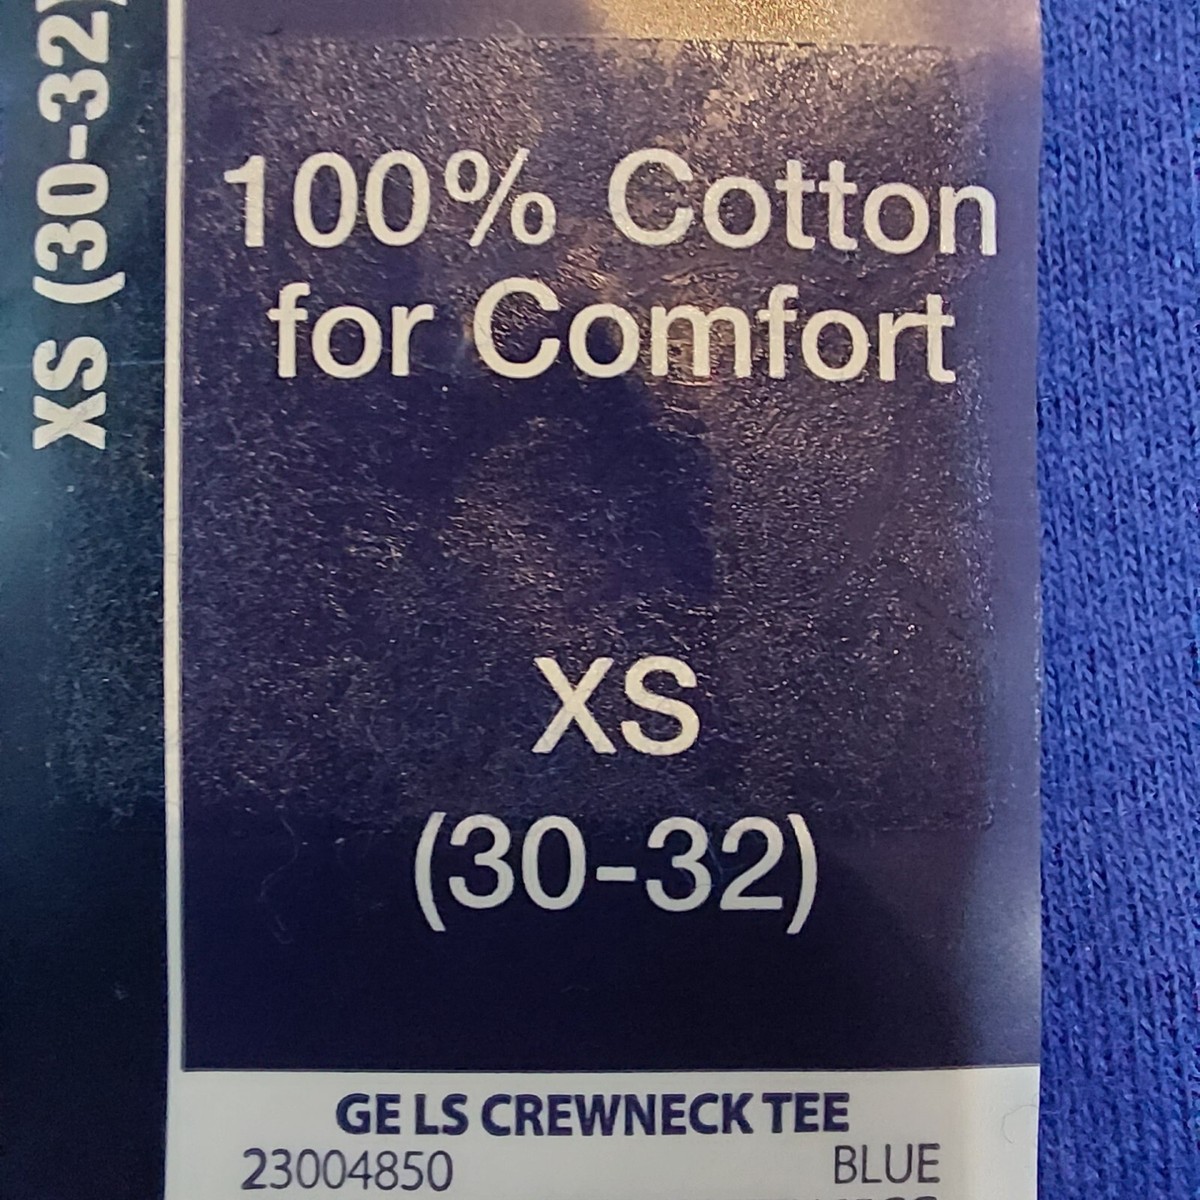 XS (30-32)
100% Cotton
for Comfort
XS
(30-32)
GE LS CREWNECK TEE
23004850 BLUE